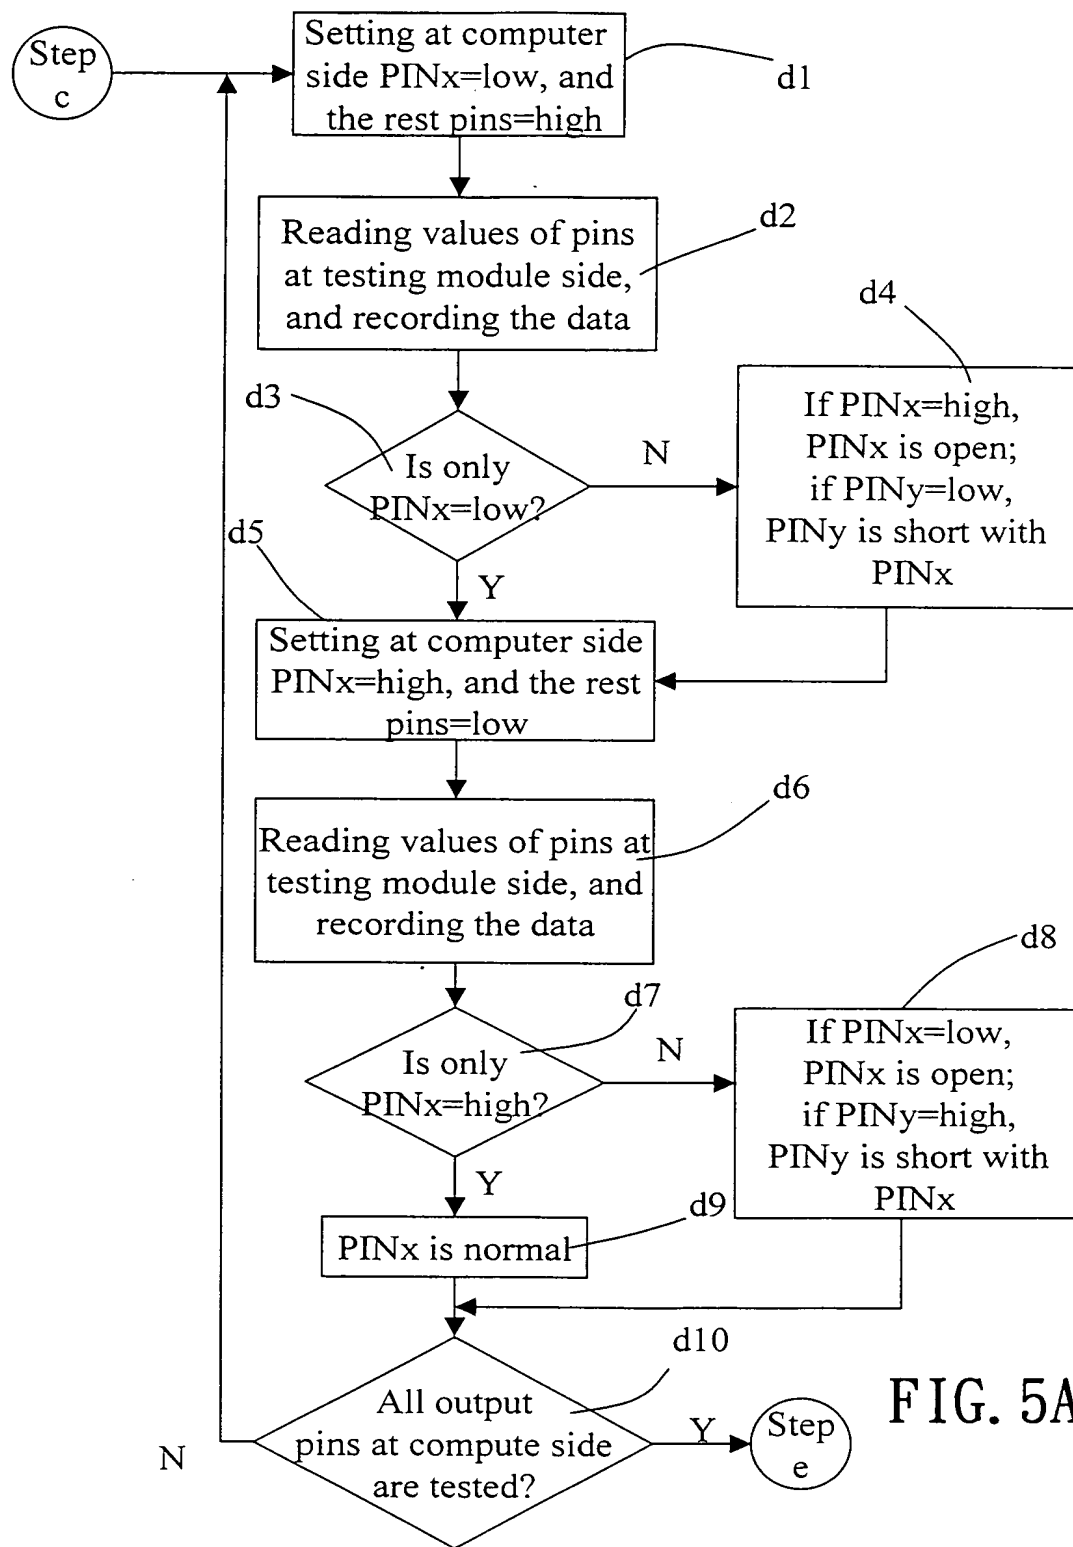 Step
c
Setting at computer
side PINx=low, and
the rest pins=high
d1
Reading values of pins
at testing module side,
and recording the data
d2
d3
Is only
PINx=low?
N
Y
d4
If PINx=high,
PINx is open;
if PINy=low,
PINy is short with
PINx
d5
Setting at computer side
PINx=high, and the rest
pins=low
d6
Reading values of pins at
testing module side, and
recording the data
d7
Is only
PINx=high?
N
Y
d8
If PINx=low,
PINx is open;
if PINy=high,
PINy is short with
PINx
d9
PINx is normal
d10
All output
pins at compute side
are tested?
N
Y
Step
e
FIG. 5A